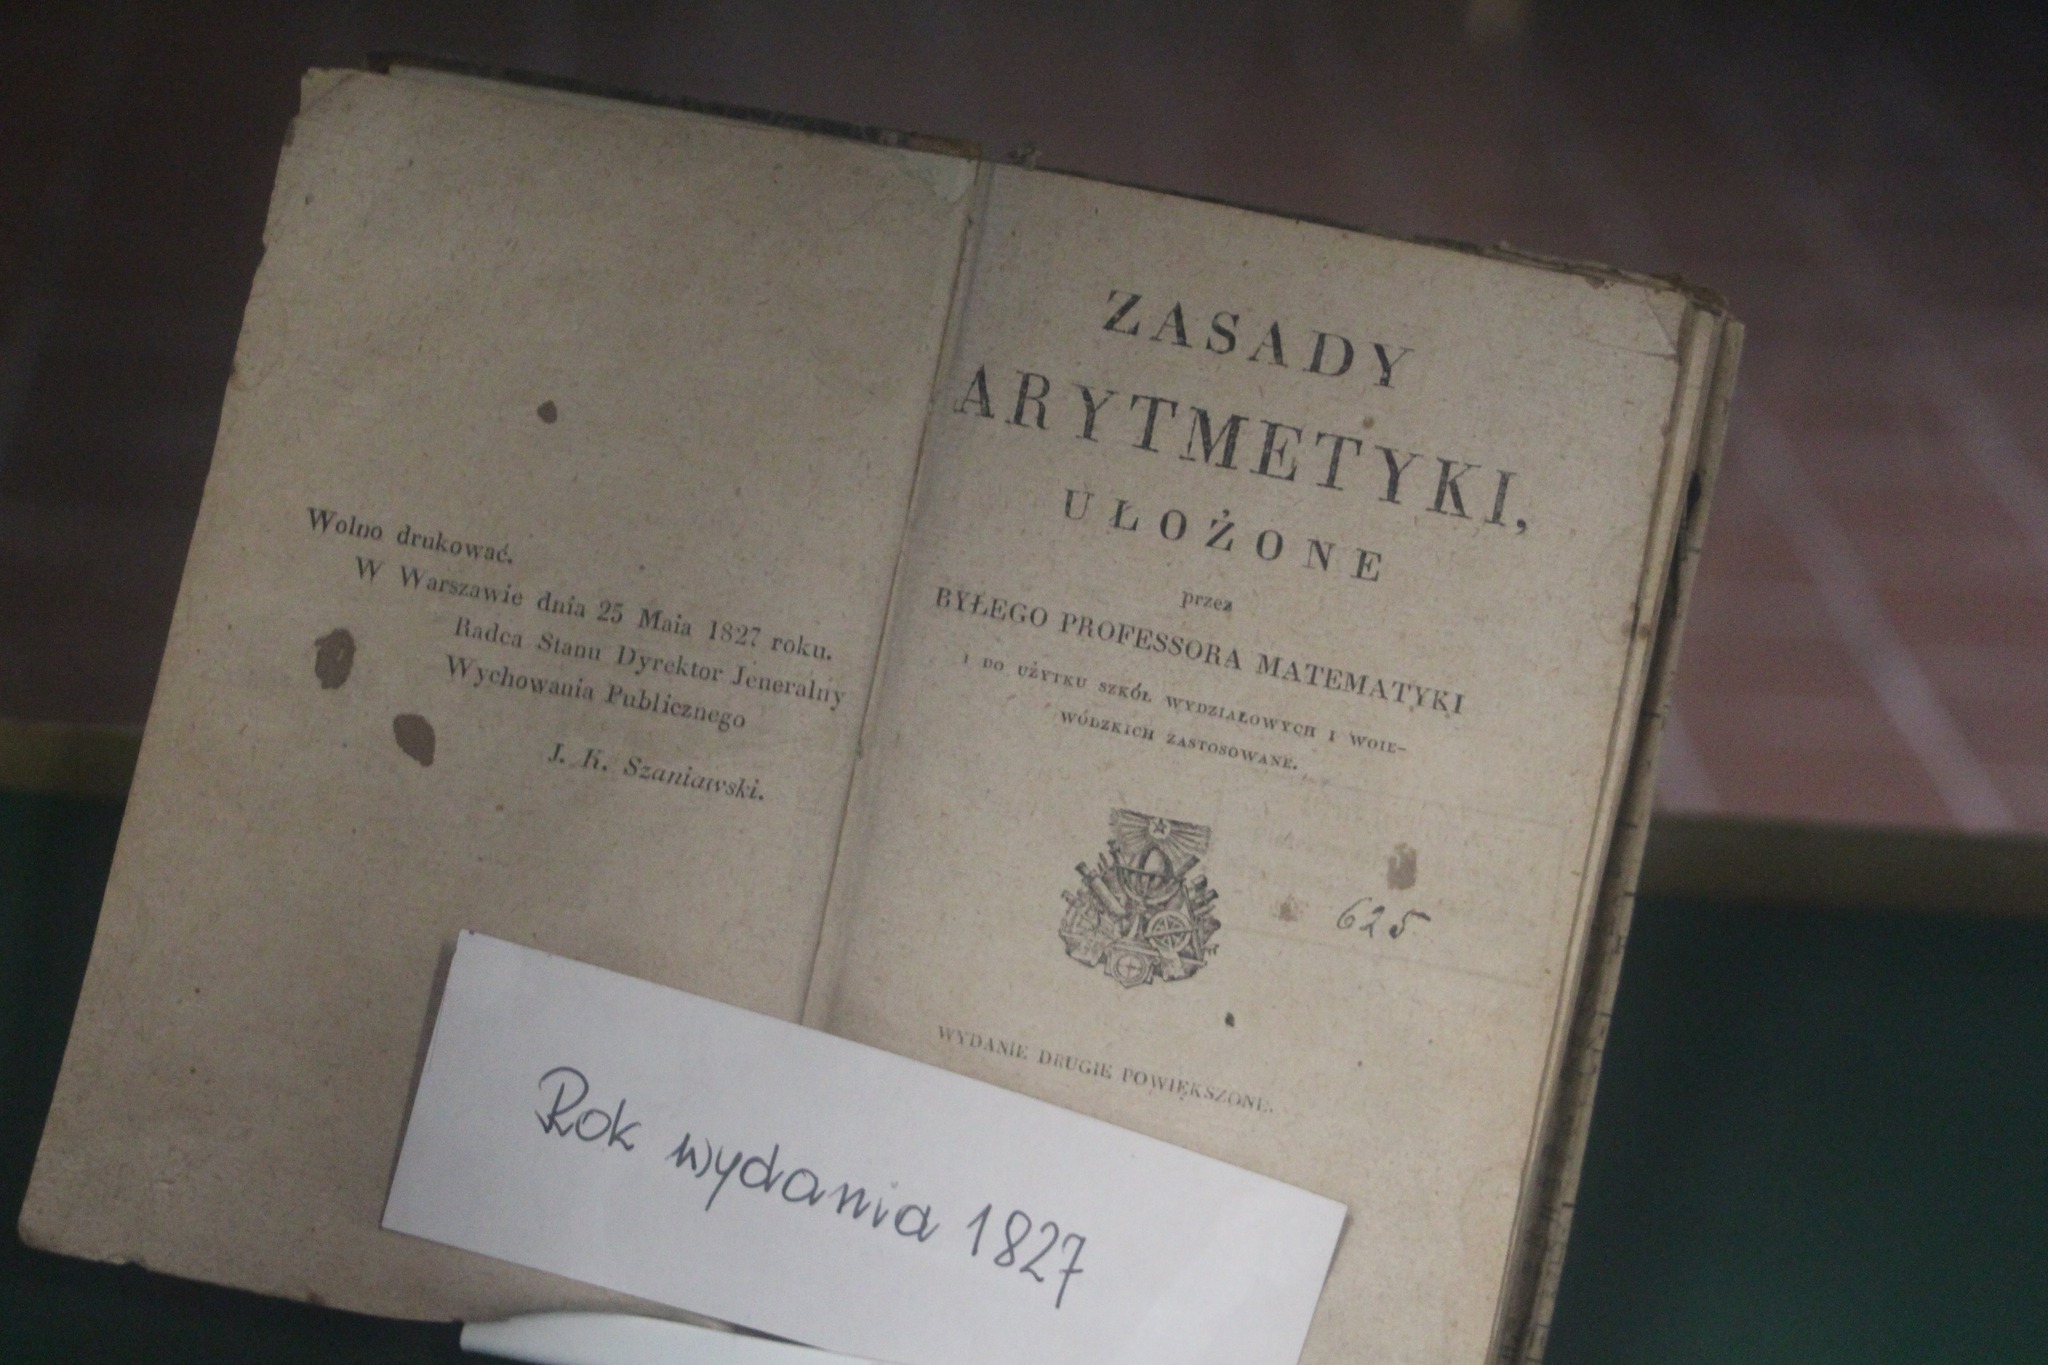 Wolno drukować.
W Warszawie dnia 25 Maia 1827 roku.
Radca Stanu Dyrektor Jeneralny
Wychowania Publicznego
J. K. Szaniawski.
ZASADY
ARYTMETYKI,
UŁOŻONE
przez
BYŁEGO PROFESSORA MATEMATYKI
I DO UŻYTKU SZKÓŁ WYDZIAŁOWYCH I WOIE-
WÓDZKICH ZASTOSOWANE.
625
WYDANIE DRUGIE POWIĘKSZONE.
Rok wydania 1827